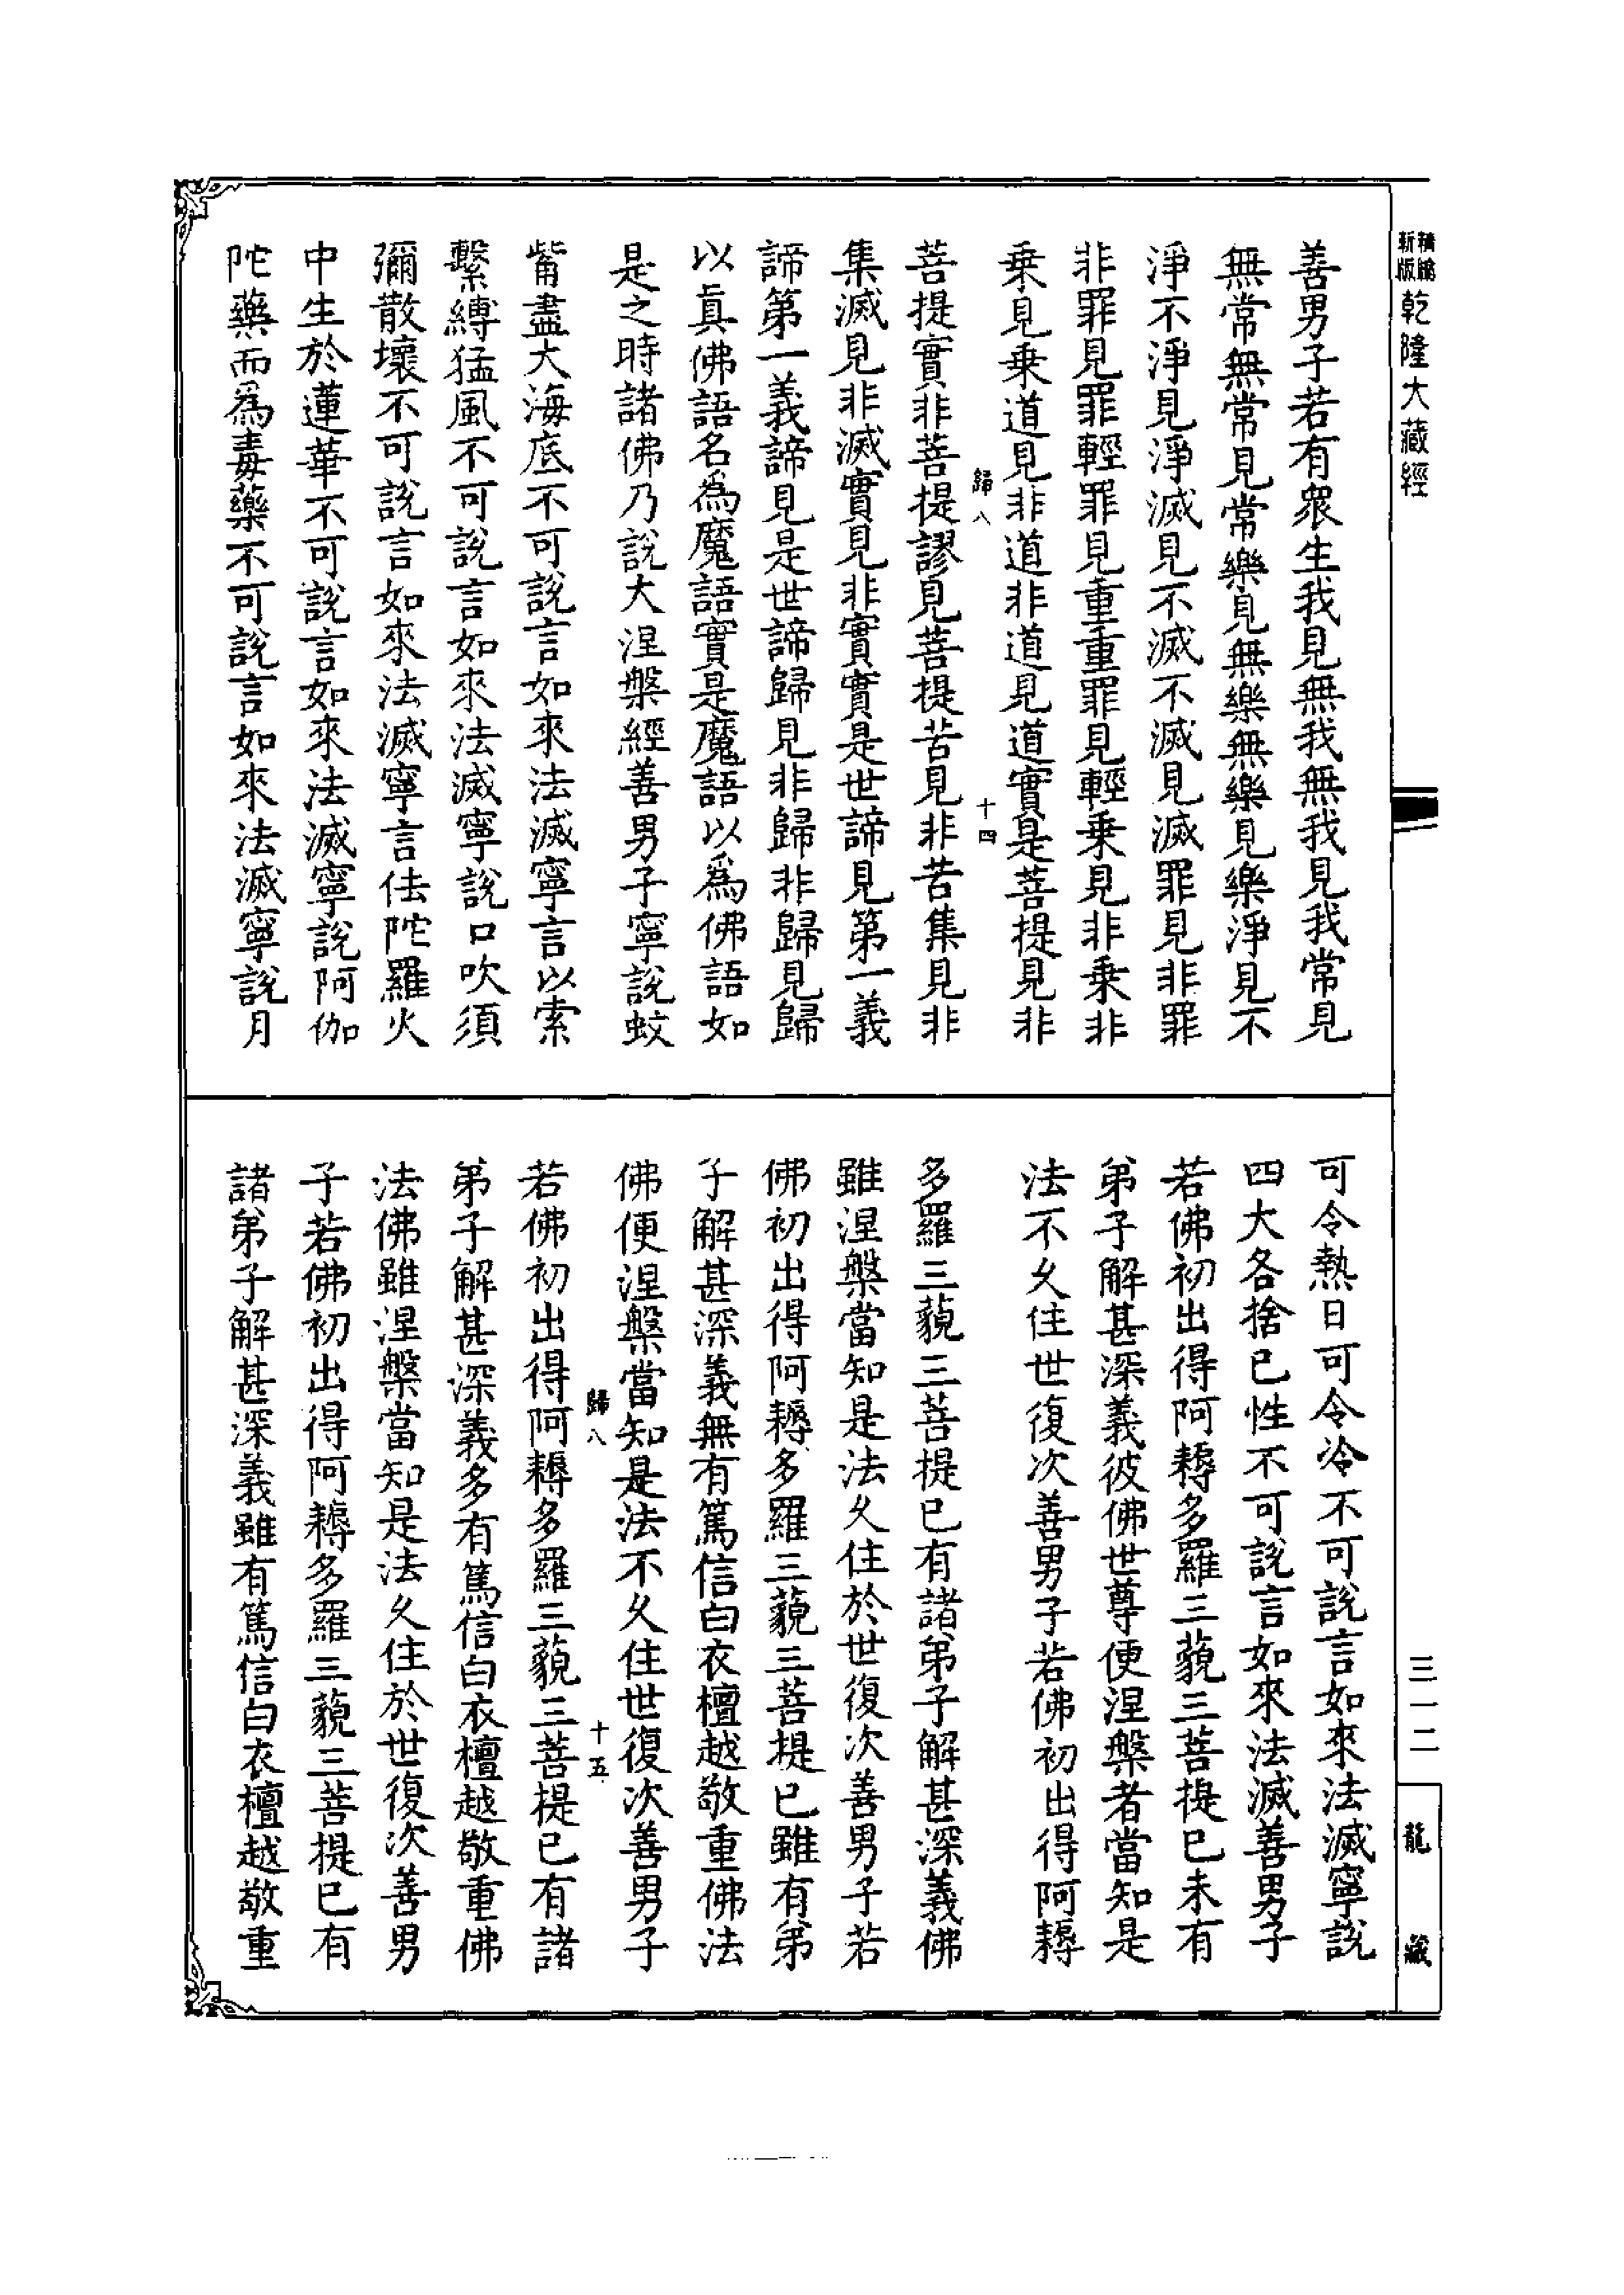 新版精縮乾隆大藏經
善男子若有眾生我見無我無我見我常見
無常無常見常樂見無樂無樂見樂淨見不
淨不淨見淨滅見不滅不滅見滅罪見非罪
非罪見罪輕罪見重重罪見輕乘見非乘非
乘見乘道見非道非道見道實是菩提見非
歸八 十四
菩提實非菩提謬見菩提苦見非苦集見非
集滅見非滅實見非實實是世諦見第一義
諦第一義諦見是世諦歸見非歸非歸見歸
以真佛語名為魔語實是魔語以為佛語如
是之時諸佛乃說大涅槃經善男子寧說蚊
觜盡大海底不可說言如來法滅寧言以索
繫縛猛風不可說言如來法滅寧說口吹須
彌散壞不可說言如來法滅寧言佉陀羅火
中生於蓮華不可說言如來法滅寧說阿伽
陀藥而為毒藥不可說言如來法滅寧說月
可令熱日可令冷不可說言如來法滅寧說
四大各捨已性不可說言如來法滅善男子
若佛初出得阿耨多羅三藐三菩提已未有
弟子解甚深義彼佛世尊便涅槃者當知是
法不久住世復次善男子若佛初出得阿耨
多羅三藐三菩提已有諸弟子解甚深義佛
雖涅槃當知是法久住於世復次善男子若
佛初出得阿耨多羅三藐三菩提已雖有弟
子解甚深義無有篤信白衣檀越敬重佛法
佛便涅槃當知是法不久住世復次善男子
歸八 十五
若佛初出得阿耨多羅三藐三菩提已有諸
弟子解甚深義多有篤信白衣檀越敬重佛
法佛雖涅槃當知是法久住於世復次善男
子若佛初出得阿耨多羅三藐三菩提已有
諸弟子解甚深義雖有篤信白衣檀越敬重
三一二
龍藏